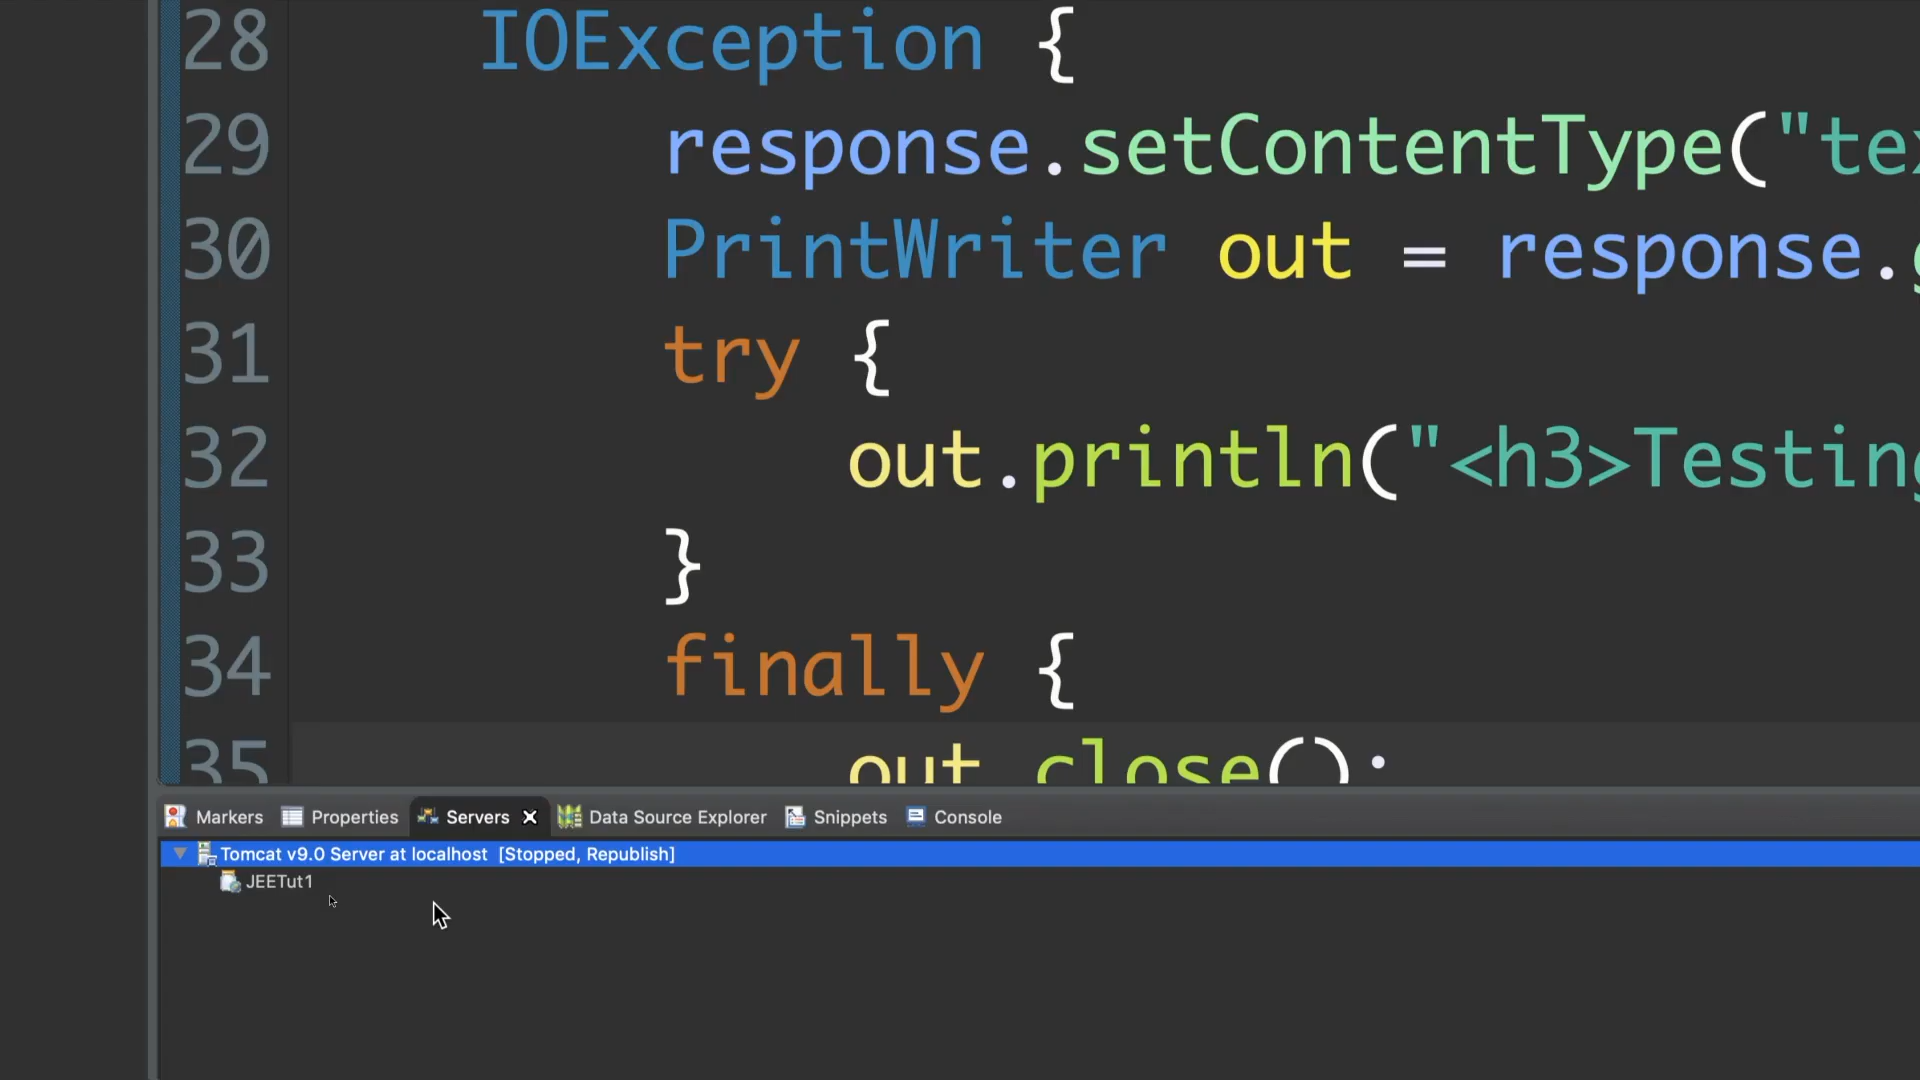 28 IOException {
29 response.setContentType("tex
30 PrintWriter out = response.g
31 try {
32 out.println("<h3>Testing
33 }
34 finally {
35 out.close();
Markers Properties Servers Data Source Explorer Snippets Console
Tomcat v9.0 Server at localhost [Stopped, Republish]
JEETut1